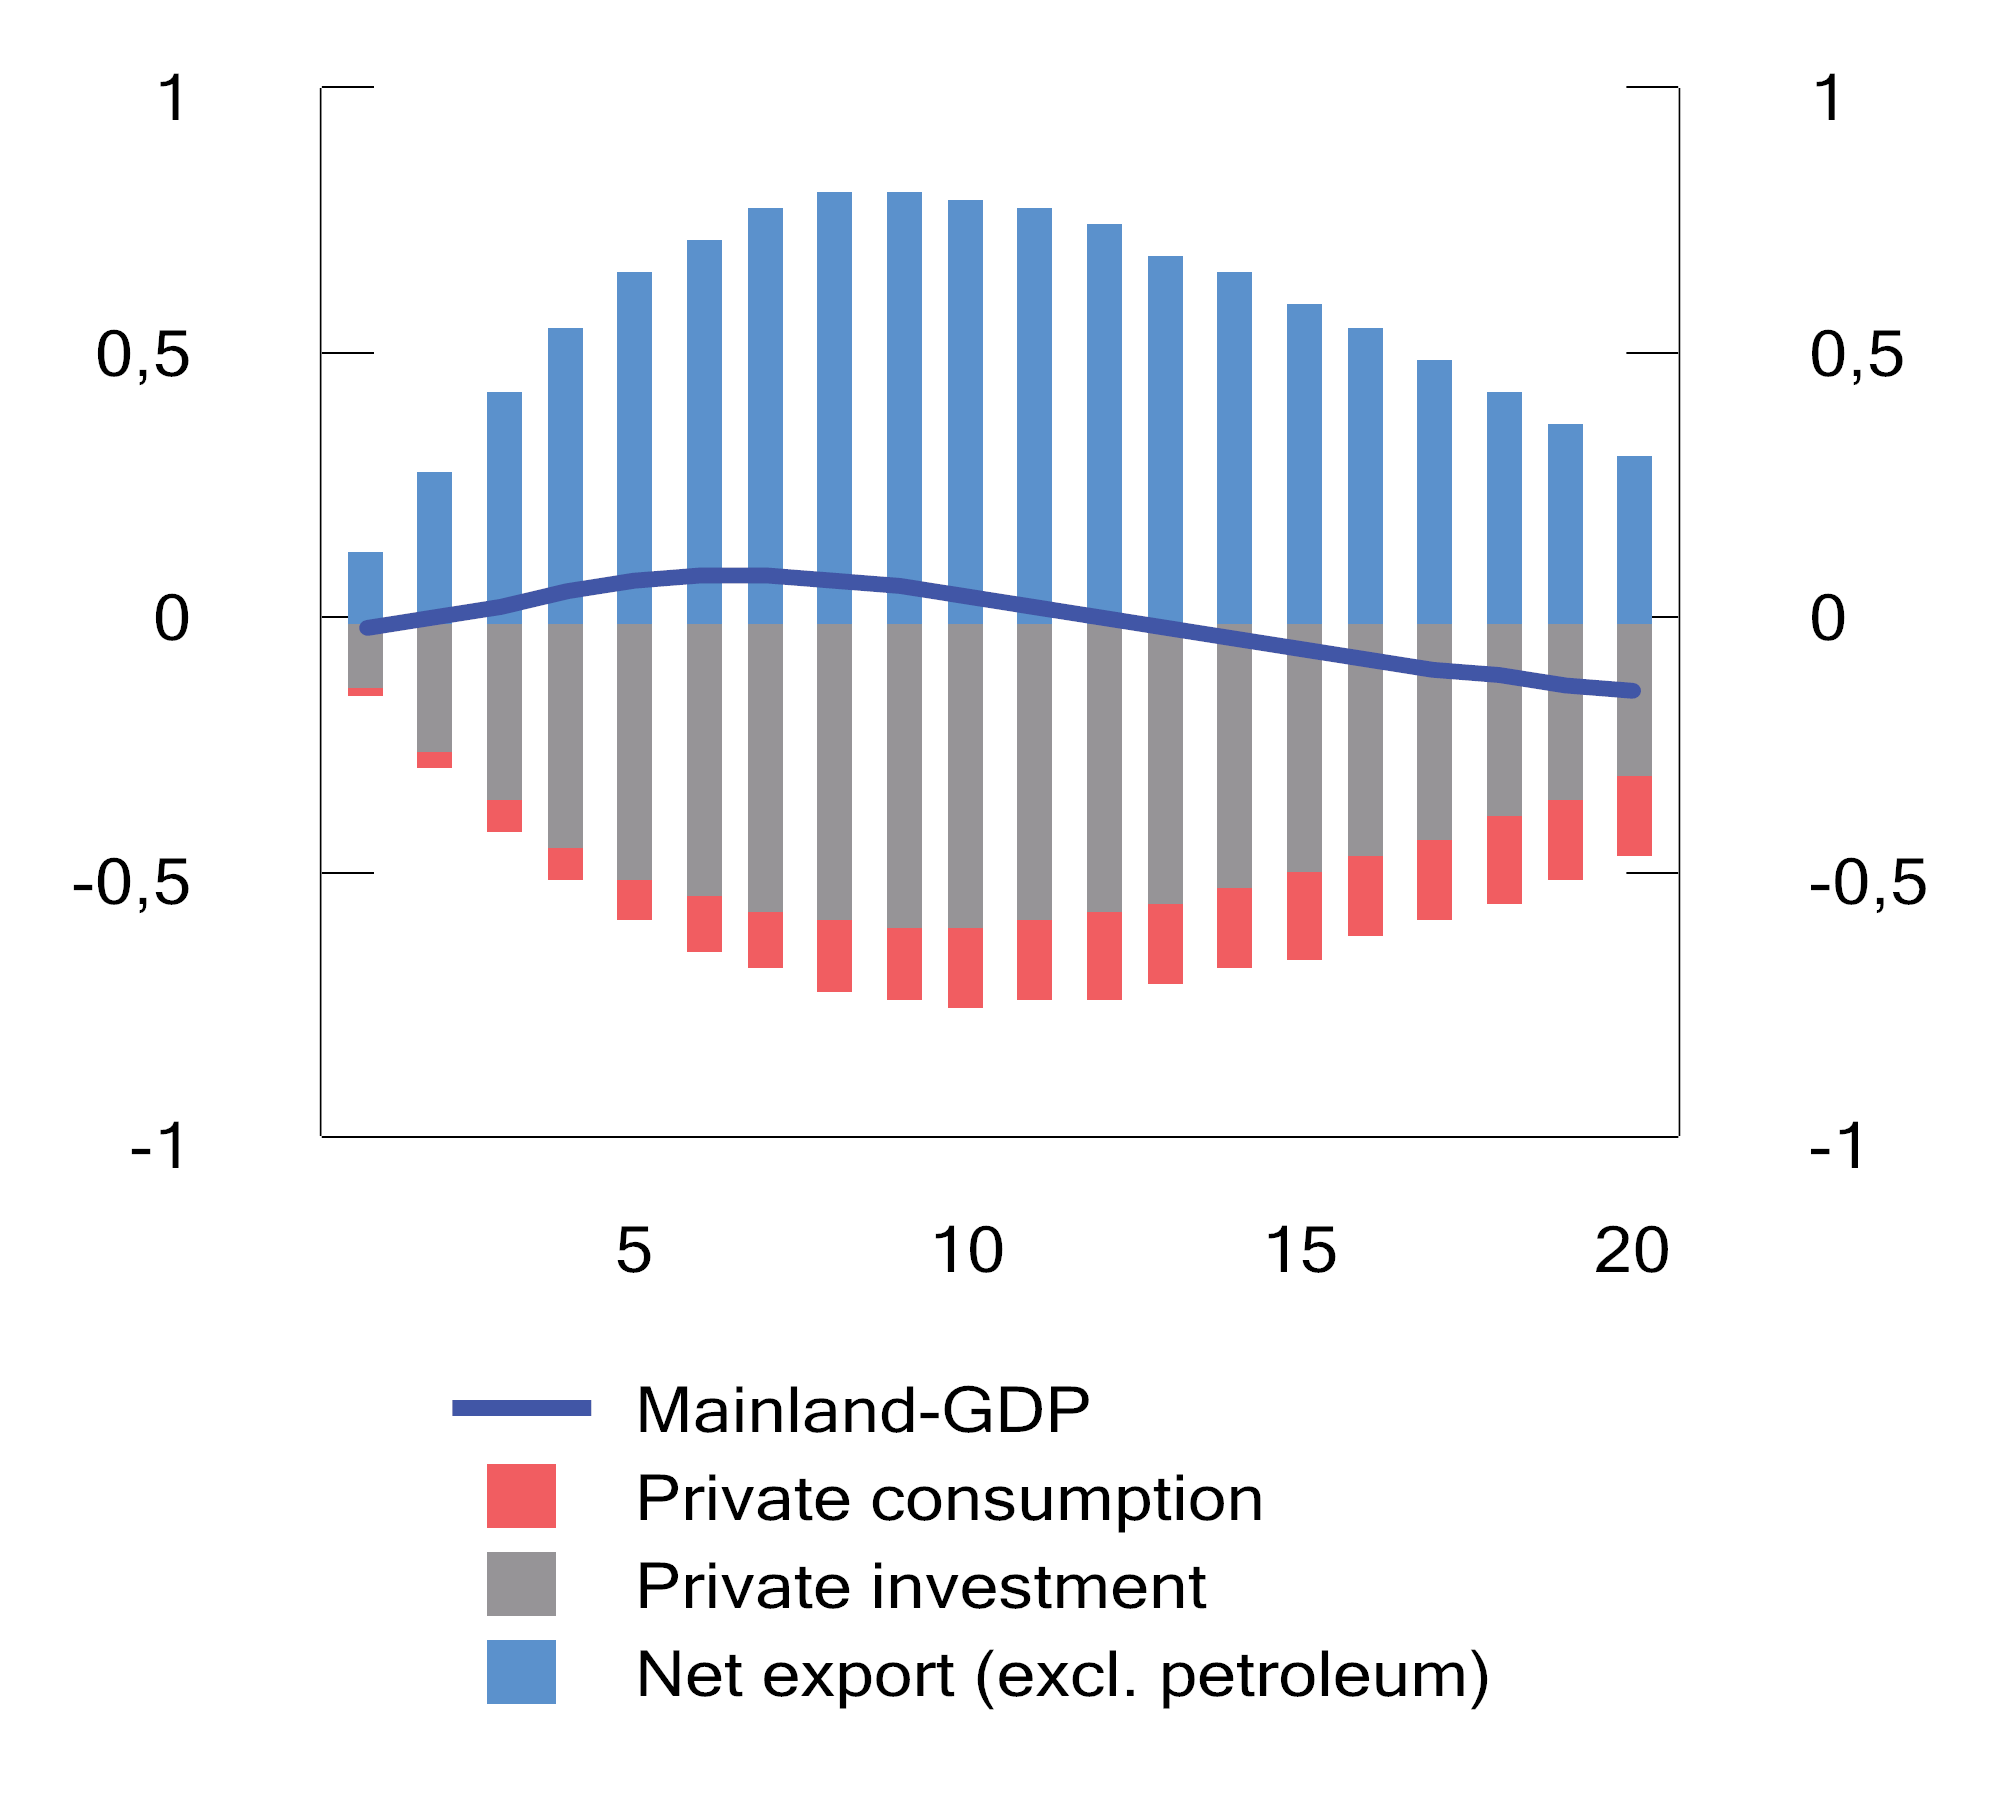 1 1
0,5 0,5
0 0
-0,5 -0,5
-1 -1
5 10 15 20
Mainland-GDP
Private consumption
Private investment
Net export (excl. petroleum)